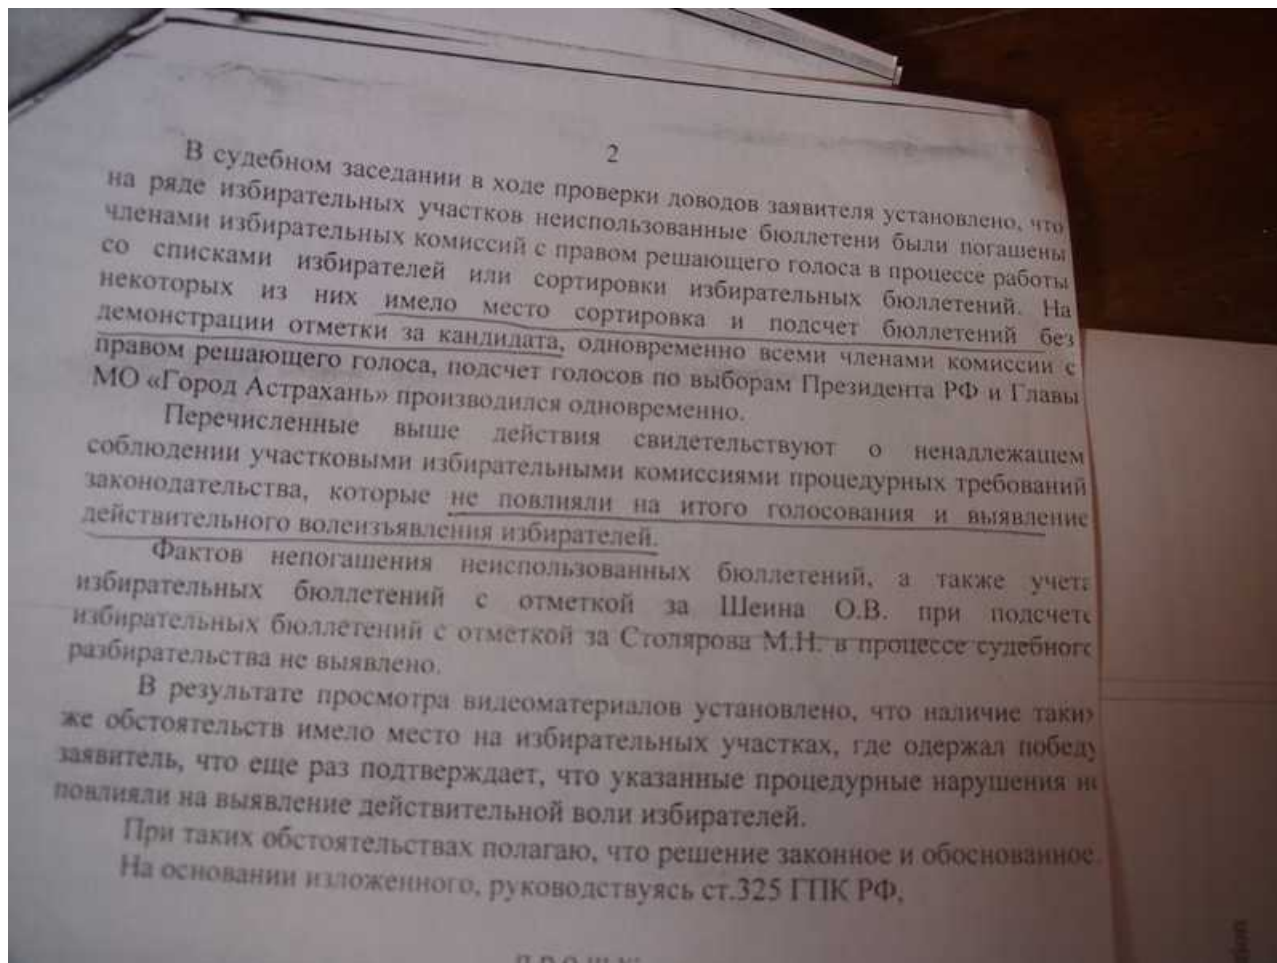 2
В судебном заседании в ходе проверки доводов заявителя установлено, что
на ряде избирательных участков неиспользованные бюллетени были погашены
членами избирательных комиссий с правом решающего голоса в процессе работы
со списками избирателей или сортировки избирательных бюллетений. На
некоторых из них имело место сортировка и подсчет бюллетений без
демонстрации отметки за кандидата, одновременно всеми членами комиссии с
правом решающего голоса, подсчет голосов по выборам Президента РФ и Главы
МО «Город Астрахань» производился одновременно.
Перечисленные выше действия свидетельствуют о ненадлежащем
соблюдении участковыми избирательными комиссиями процедурных требований
законодательства, которые не повлияли на итого голосования и выявление
действительного волеизъявления избирателей.
Фактов непогашения неиспользованных бюллетений, а также учета
избирательных бюллетений с отметкой за Шеина О.В. при подсчете
избирательных бюллетений с отметкой за Столярова М.Н. в процессе судебного
разбирательства не выявлено.
В результате просмотра видеоматериалов установлено, что наличие таких
же обстоятельств имело место на избирательных участках, где одержал победу
заявитель, что еще раз подтверждает, что указанные процедурные нарушения не
повлияли на выявление действительной воли избирателей.
При таких обстоятельствах полагаю, что решение законное и обоснованное.
На основании изложенного, руководствуясь ст.325 ГПК РФ,